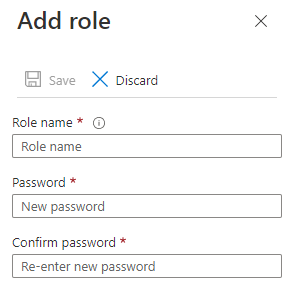 Add role
Save Discard
Role name *
Role name
Password *
New password
Confirm password *
Re-enter new password